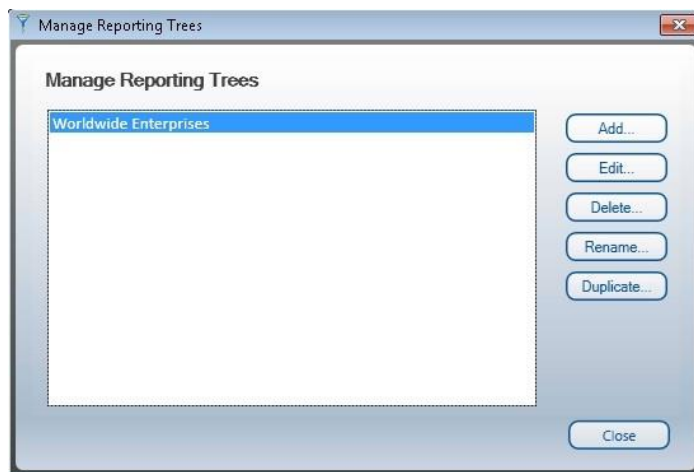 Manage Reporting Trees
Manage Reporting Trees
Worldwide Enterprises
Add...
Edit...
Delete...
Rename...
Duplicate...
Close